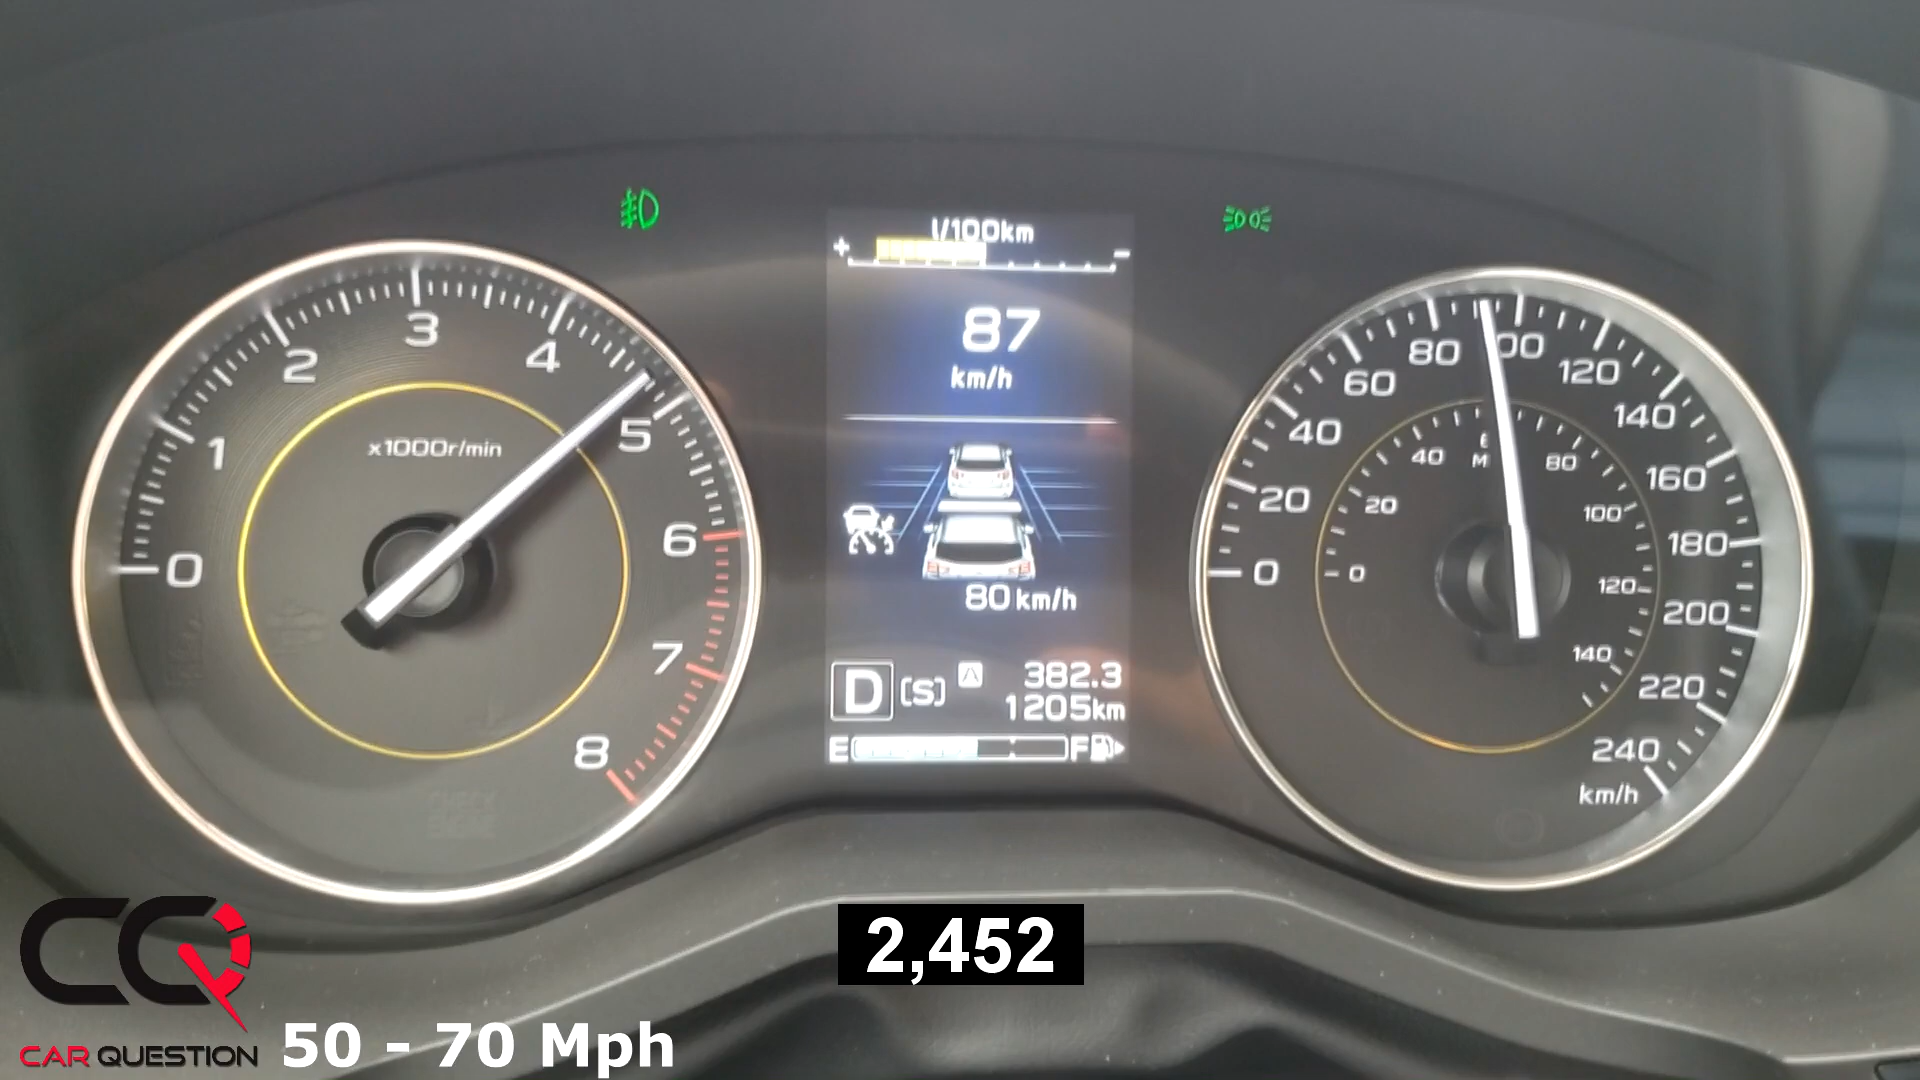 l/100km
+ −
87
km/h
80 km/h
D (S) A 382.3
1205km
E F
0 1 2 3 4 5 6 7 8
x1000r/min
0 20 40 60 80 00 120 140 160 180 200 220 240
km/h
0 20 40 80 100 120 140
2,452
CQ
CAR QUESTION
50 - 70 Mph